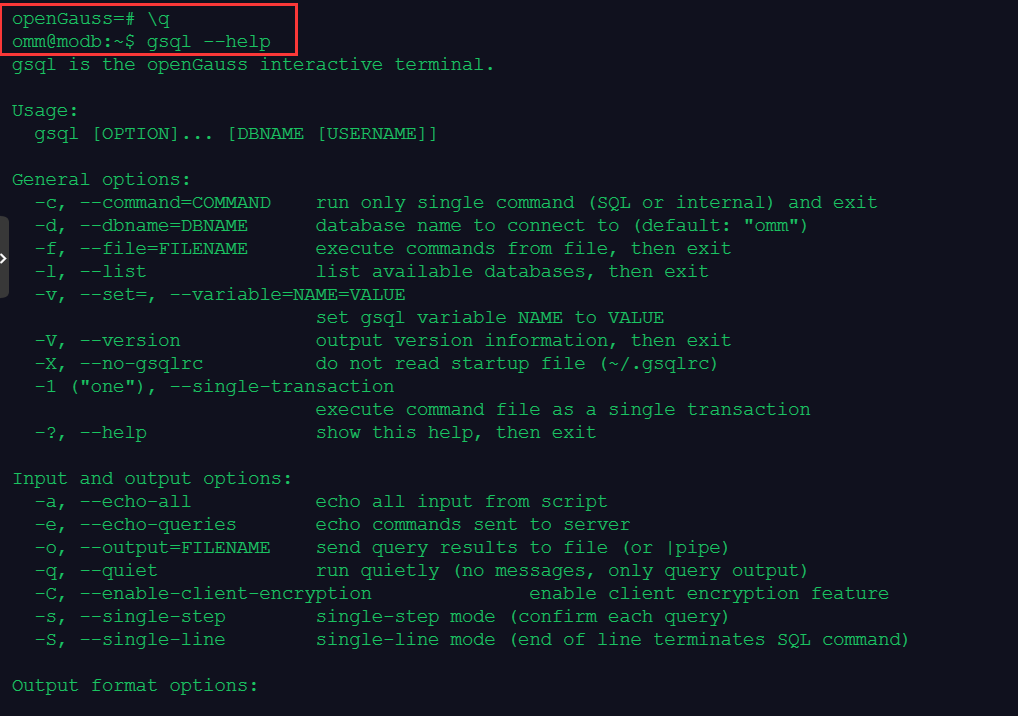 openGauss=# \q
omm@modb:~$ gsql --help
gsql is the openGauss interactive terminal.

Usage:
  gsql [OPTION]... [DBNAME [USERNAME]]

General options:
  -c, --command=COMMAND    run only single command (SQL or internal) and exit
  -d, --dbname=DBNAME      database name to connect to (default: "omm")
  -f, --file=FILENAME      execute commands from file, then exit
  -l, --list               list available databases, then exit
  -v, --set=, --variable=NAME=VALUE
                           set gsql variable NAME to VALUE
  -V, --version            output version information, then exit
  -X, --no-gsqlrc          do not read startup file (~/.gsqlrc)
  -1 ("one"), --single-transaction
                           execute command file as a single transaction
  -?, --help               show this help, then exit

Input and output options:
  -a, --echo-all           echo all input from script
  -e, --echo-queries       echo commands sent to server
  -o, --output=FILENAME    send query results to file (or |pipe)
  -q, --quiet              run quietly (no messages, only query output)
  -C, --enable-client-encryption              enable client encryption feature
  -s, --single-step        single-step mode (confirm each query)
  -S, --single-line        single-line mode (end of line terminates SQL command)

Output format options: